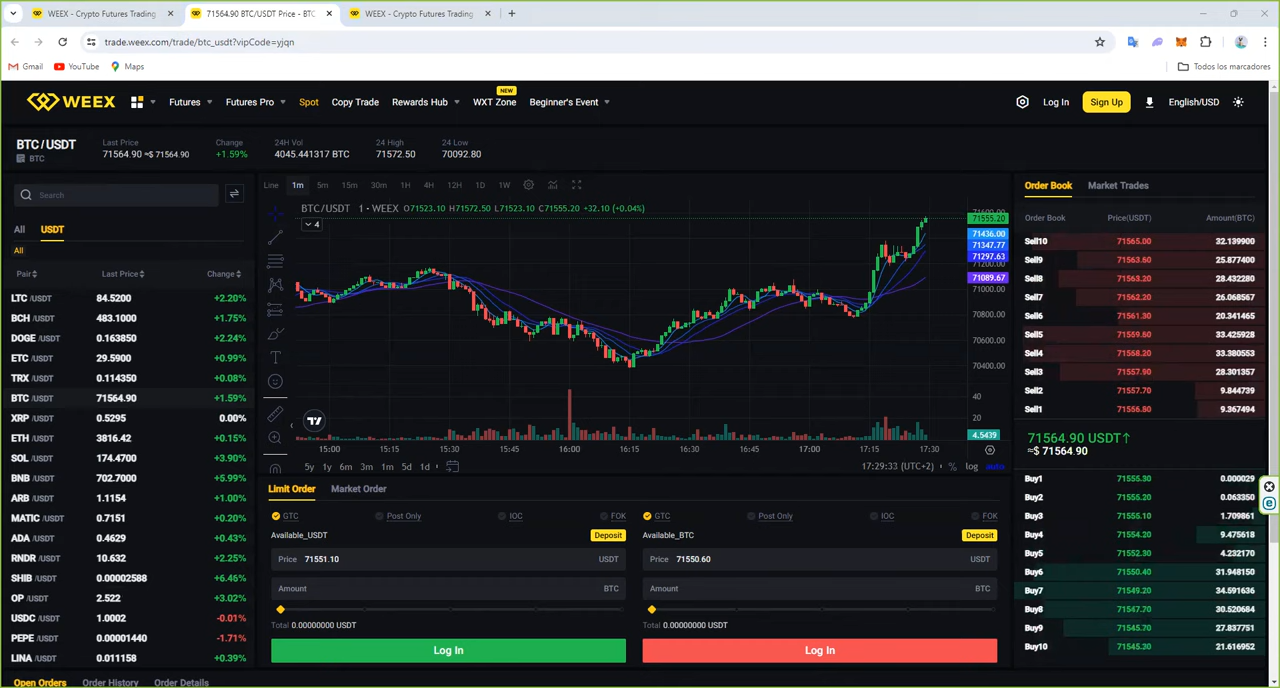 WEEX - Crypto Futures Trading
71564.90 BTC/USDT Price - BTC
WEEX - Crypto Futures Trading
trade.weex.com/trade/btc_usdt?vipCode=yjqn
Gmail
YouTube
Maps
Todos los marcadores
WEEX
Futures
Futures Pro
Spot
Copy Trade
Rewards Hub
NEW
WXT Zone
Beginner's Event
Log In
Sign Up
English/USD
BTC/USDT
BTC
Last Price
71564.90 ≈$ 71564.90
Change
+1.59%
24H Vol
4045.441317 BTC
24 High
71572.50
24 Low
70092.80
Search
All
USDT
All
Pair
Last Price
Change
LTC /USDT 84.5200 +2.20%
BCH /USDT 483.1000 +1.75%
DOGE /USDT 0.163850 +2.24%
ETC /USDT 29.5900 +0.99%
TRX /USDT 0.114350 +0.08%
BTC /USDT 71564.90 +1.59%
XRP /USDT 0.5295 0.00%
ETH /USDT 3816.42 +0.15%
SOL /USDT 174.4700 +3.90%
BNB /USDT 702.7000 +5.99%
ARB /USDT 1.1154 +1.00%
MATIC /USDT 0.7151 +0.20%
ADA /USDT 0.4629 +0.43%
RNDR /USDT 10.632 +2.25%
SHIB /USDT 0.00002588 +6.46%
OP /USDT 2.522 +3.02%
USDC /USDT 1.0002 -0.01%
PEPE /USDT 0.00001440 -1.71%
LINA /USDT 0.011158 +0.39%
Line 1m 5m 15m 30m 1H 4H 12H 1D 1W
BTC/USDT · 1 · WEEX O71523.10 H71572.50 L71523.10 C71555.20 +32.10 (+0.04%)
4
71555.20
71436.00
71347.77
71297.63
71089.67
71000.00
70800.00
70600.00
70400.00
40
20
4.5439
15:00 15:15 15:30 15:45 16:00 16:15 16:30 16:45 17:00 17:15 17:30
5y 1y 6m 3m 1m 5d 1d
17:29:33 (UTC+2) % log auto
Limit Order
Market Order
GTC Post Only IOC FOK
Available_USDT
Deposit
Price 71551.10 USDT
Amount BTC
Total 0.00000000 USDT
Log In
GTC Post Only IOC FOK
Available_BTC
Deposit
Price 71550.60 USDT
Amount BTC
Total 0.00000000 USDT
Log In
Order Book
Market Trades
Order Book Price(USDT) Amount(BTC)
Sell10 71565.00 32.139900
Sell9 71563.60 25.877400
Sell8 71563.20 28.432280
Sell7 71562.20 26.068567
Sell6 71561.30 20.341465
Sell5 71559.60 33.425928
Sell4 71568.20 33.380553
Sell3 71557.90 28.301357
Sell2 71557.70 9.844739
Sell1 71556.80 9.367494
71564.90 USDT↑
≈$ 71564.90
Buy1 71555.30 0.000029
Buy2 71555.20 0.063350
Buy3 71555.10 1.709861
Buy4 71554.20 9.475618
Buy5 71552.30 4.232170
Buy6 71550.40 31.948150
Buy7 71549.20 34.591636
Buy8 71547.70 30.520684
Buy9 71545.70 27.837751
Buy10 71545.30 21.616952
Open Orders
Order History
Order Details